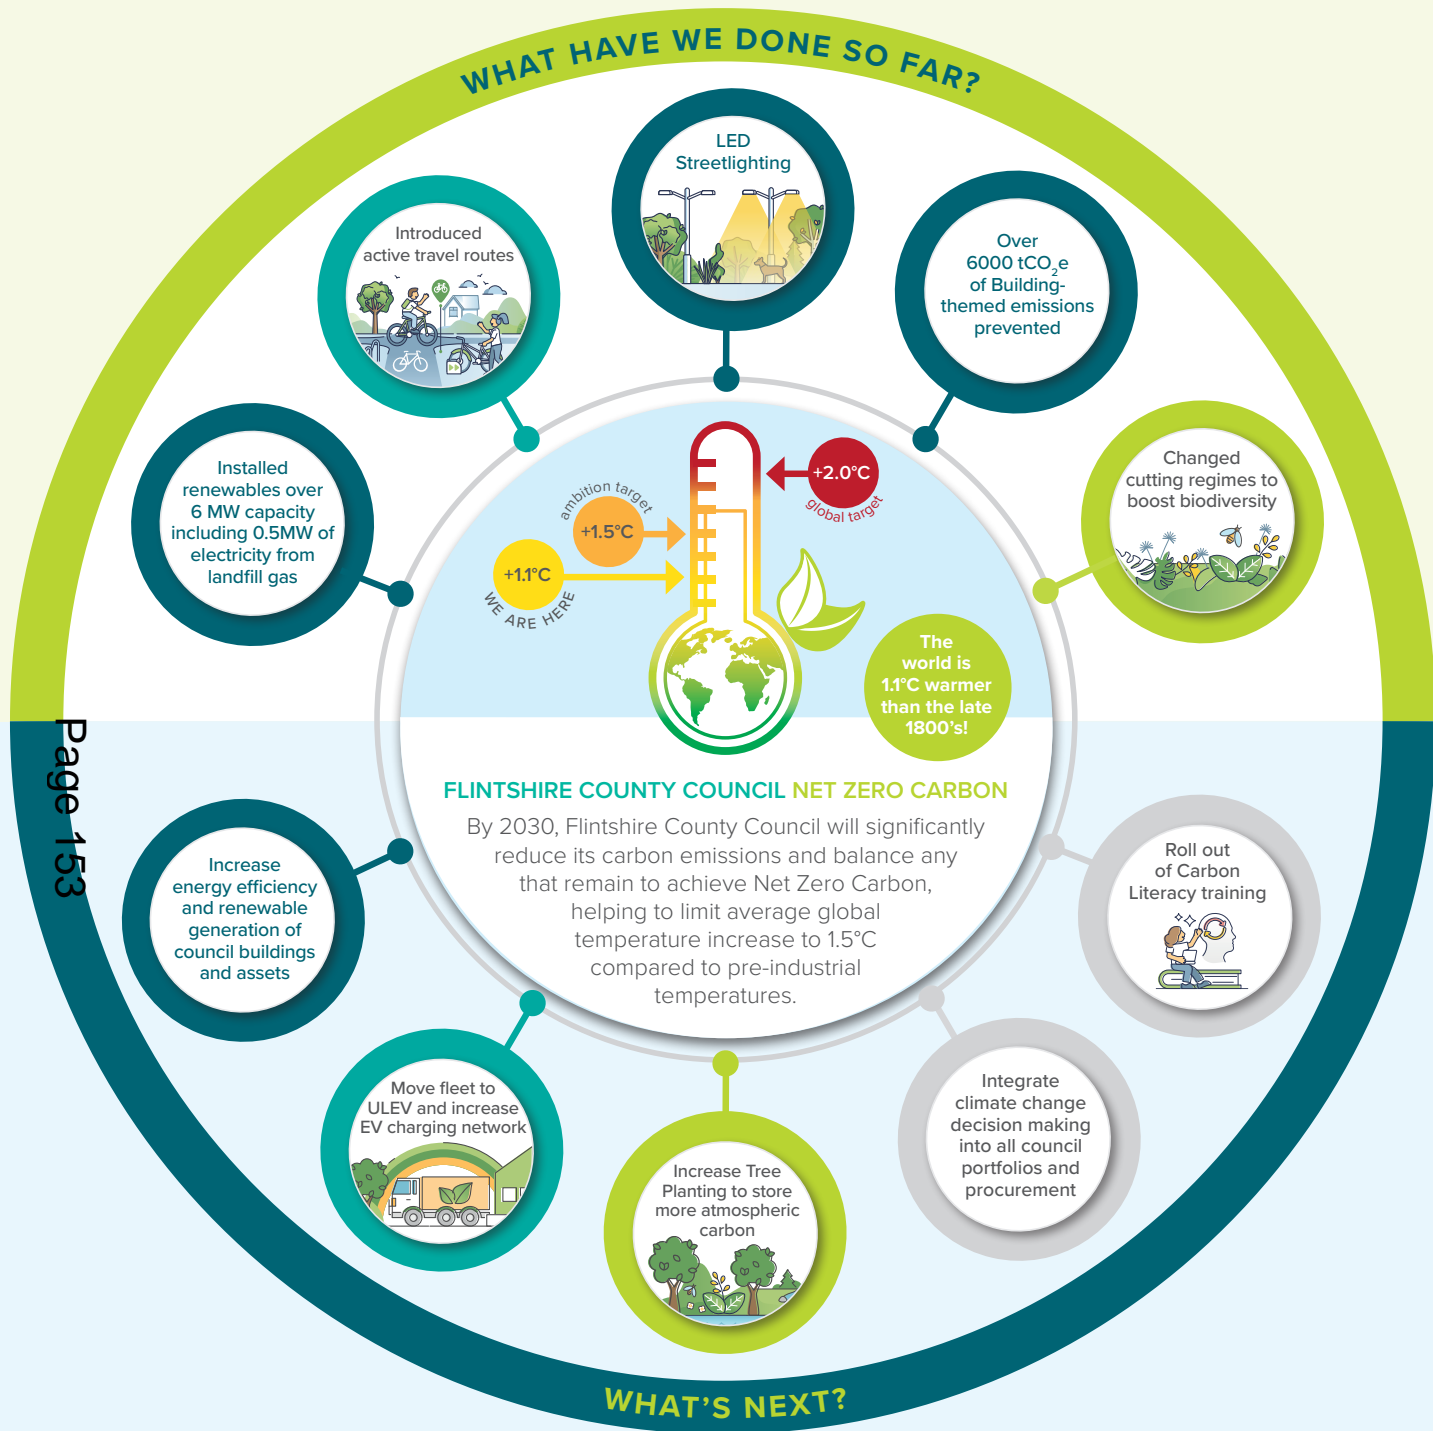 WHAT HAVE WE DONE SO FAR?
LED
Streetlighting
Introduced
active travel routes
Over
6000 tCO₂e
of Building-
themed emissions
prevented
Installed
renewables over
6 MW capacity
including 0.5MW of
electricity from
landfill gas
Changed
cutting regimes to
boost biodiversity
+2.0°C
global target
ambition target
+1.5°C
+1.1°C
WE ARE HERE
The
world is
1.1°C warmer
than the late
1800's!
Page 153
FLINTSHIRE COUNTY COUNCIL NET ZERO CARBON
By 2030, Flintshire County Council will significantly
reduce its carbon emissions and balance any
that remain to achieve Net Zero Carbon,
helping to limit average global
temperature increase to 1.5°C
compared to pre-industrial
temperatures.
Increase
energy efficiency
and renewable
generation of
council buildings
and assets
Roll out
of Carbon
Literacy training
Move fleet to
ULEV and increase
EV charging network
Integrate
climate change
decision making
into all council
portfolios and
procurement
Increase Tree
Planting to store
more atmospheric
carbon
WHAT'S NEXT?